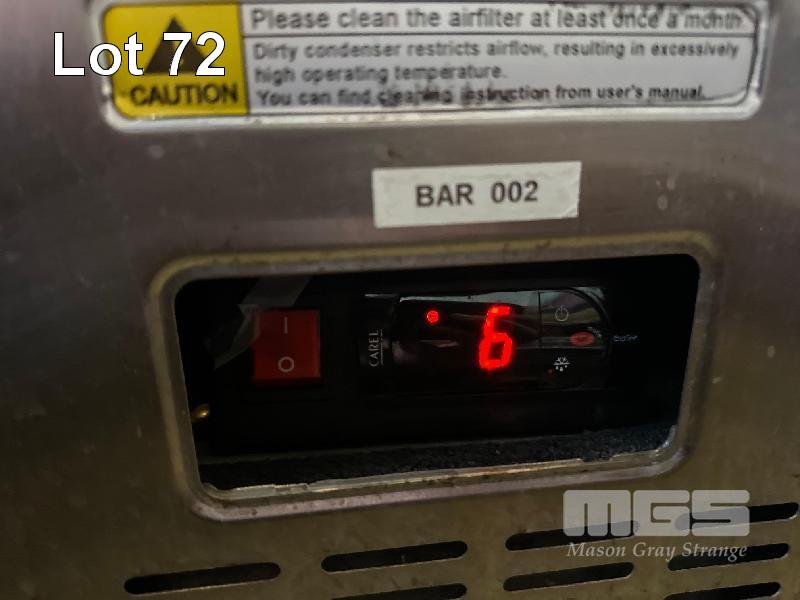 Lot 72
Please clean the airfilter at least once a month
Dirty condenser restricts airflow, resulting in excessively
high operating temperature.
CAUTION
You can find cleaning instruction from user's manual.
BAR 002
I
O
CAREL
6
MGS
Mason Gray Strange